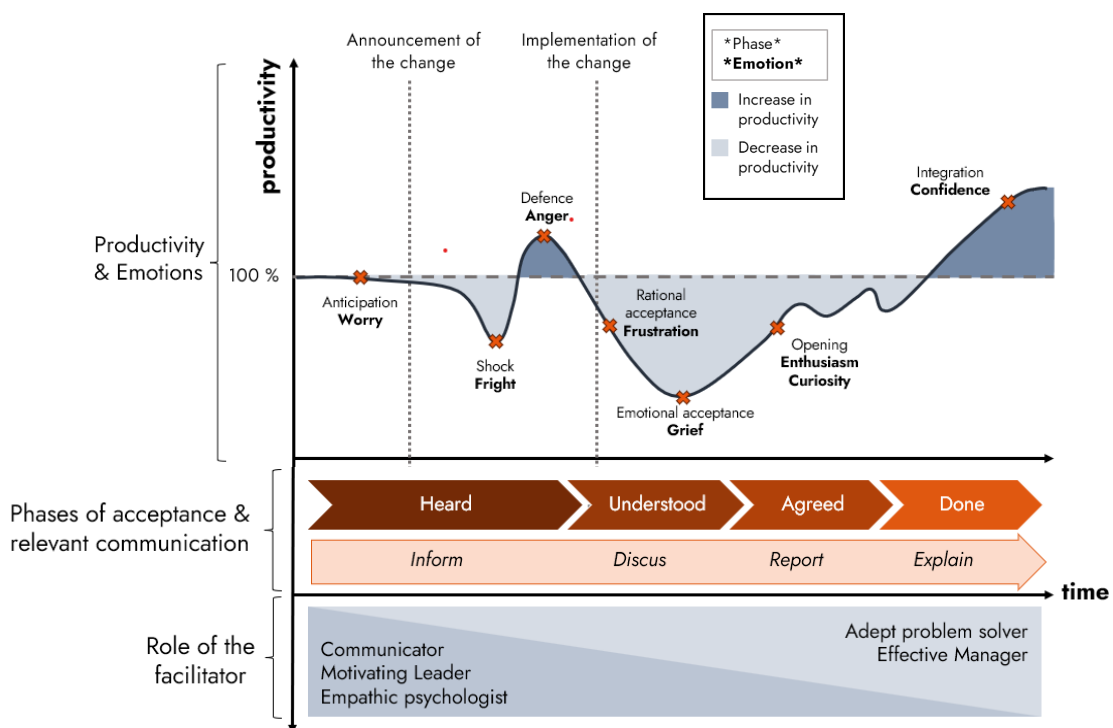 Announcement of
the change
Implementation of
the change
*Phase*
*Emotion*
Increase in
productivity
Decrease in
productivity
productivity
Productivity
& Emotions
100 %
Anticipation
Worry
Shock
Fright
Defence
Anger
Rational
acceptance
Frustration
Emotional acceptance
Grief
Opening
Enthusiasm
Curiosity
Integration
Confidence
Phases of acceptance &
relevant communication
Heard
Understood
Agreed
Done
Inform
Discus
Report
Explain
time
Role of the
facilitator
Communicator
Motivating Leader
Empathic psychologist
Adept problem solver
Effective Manager